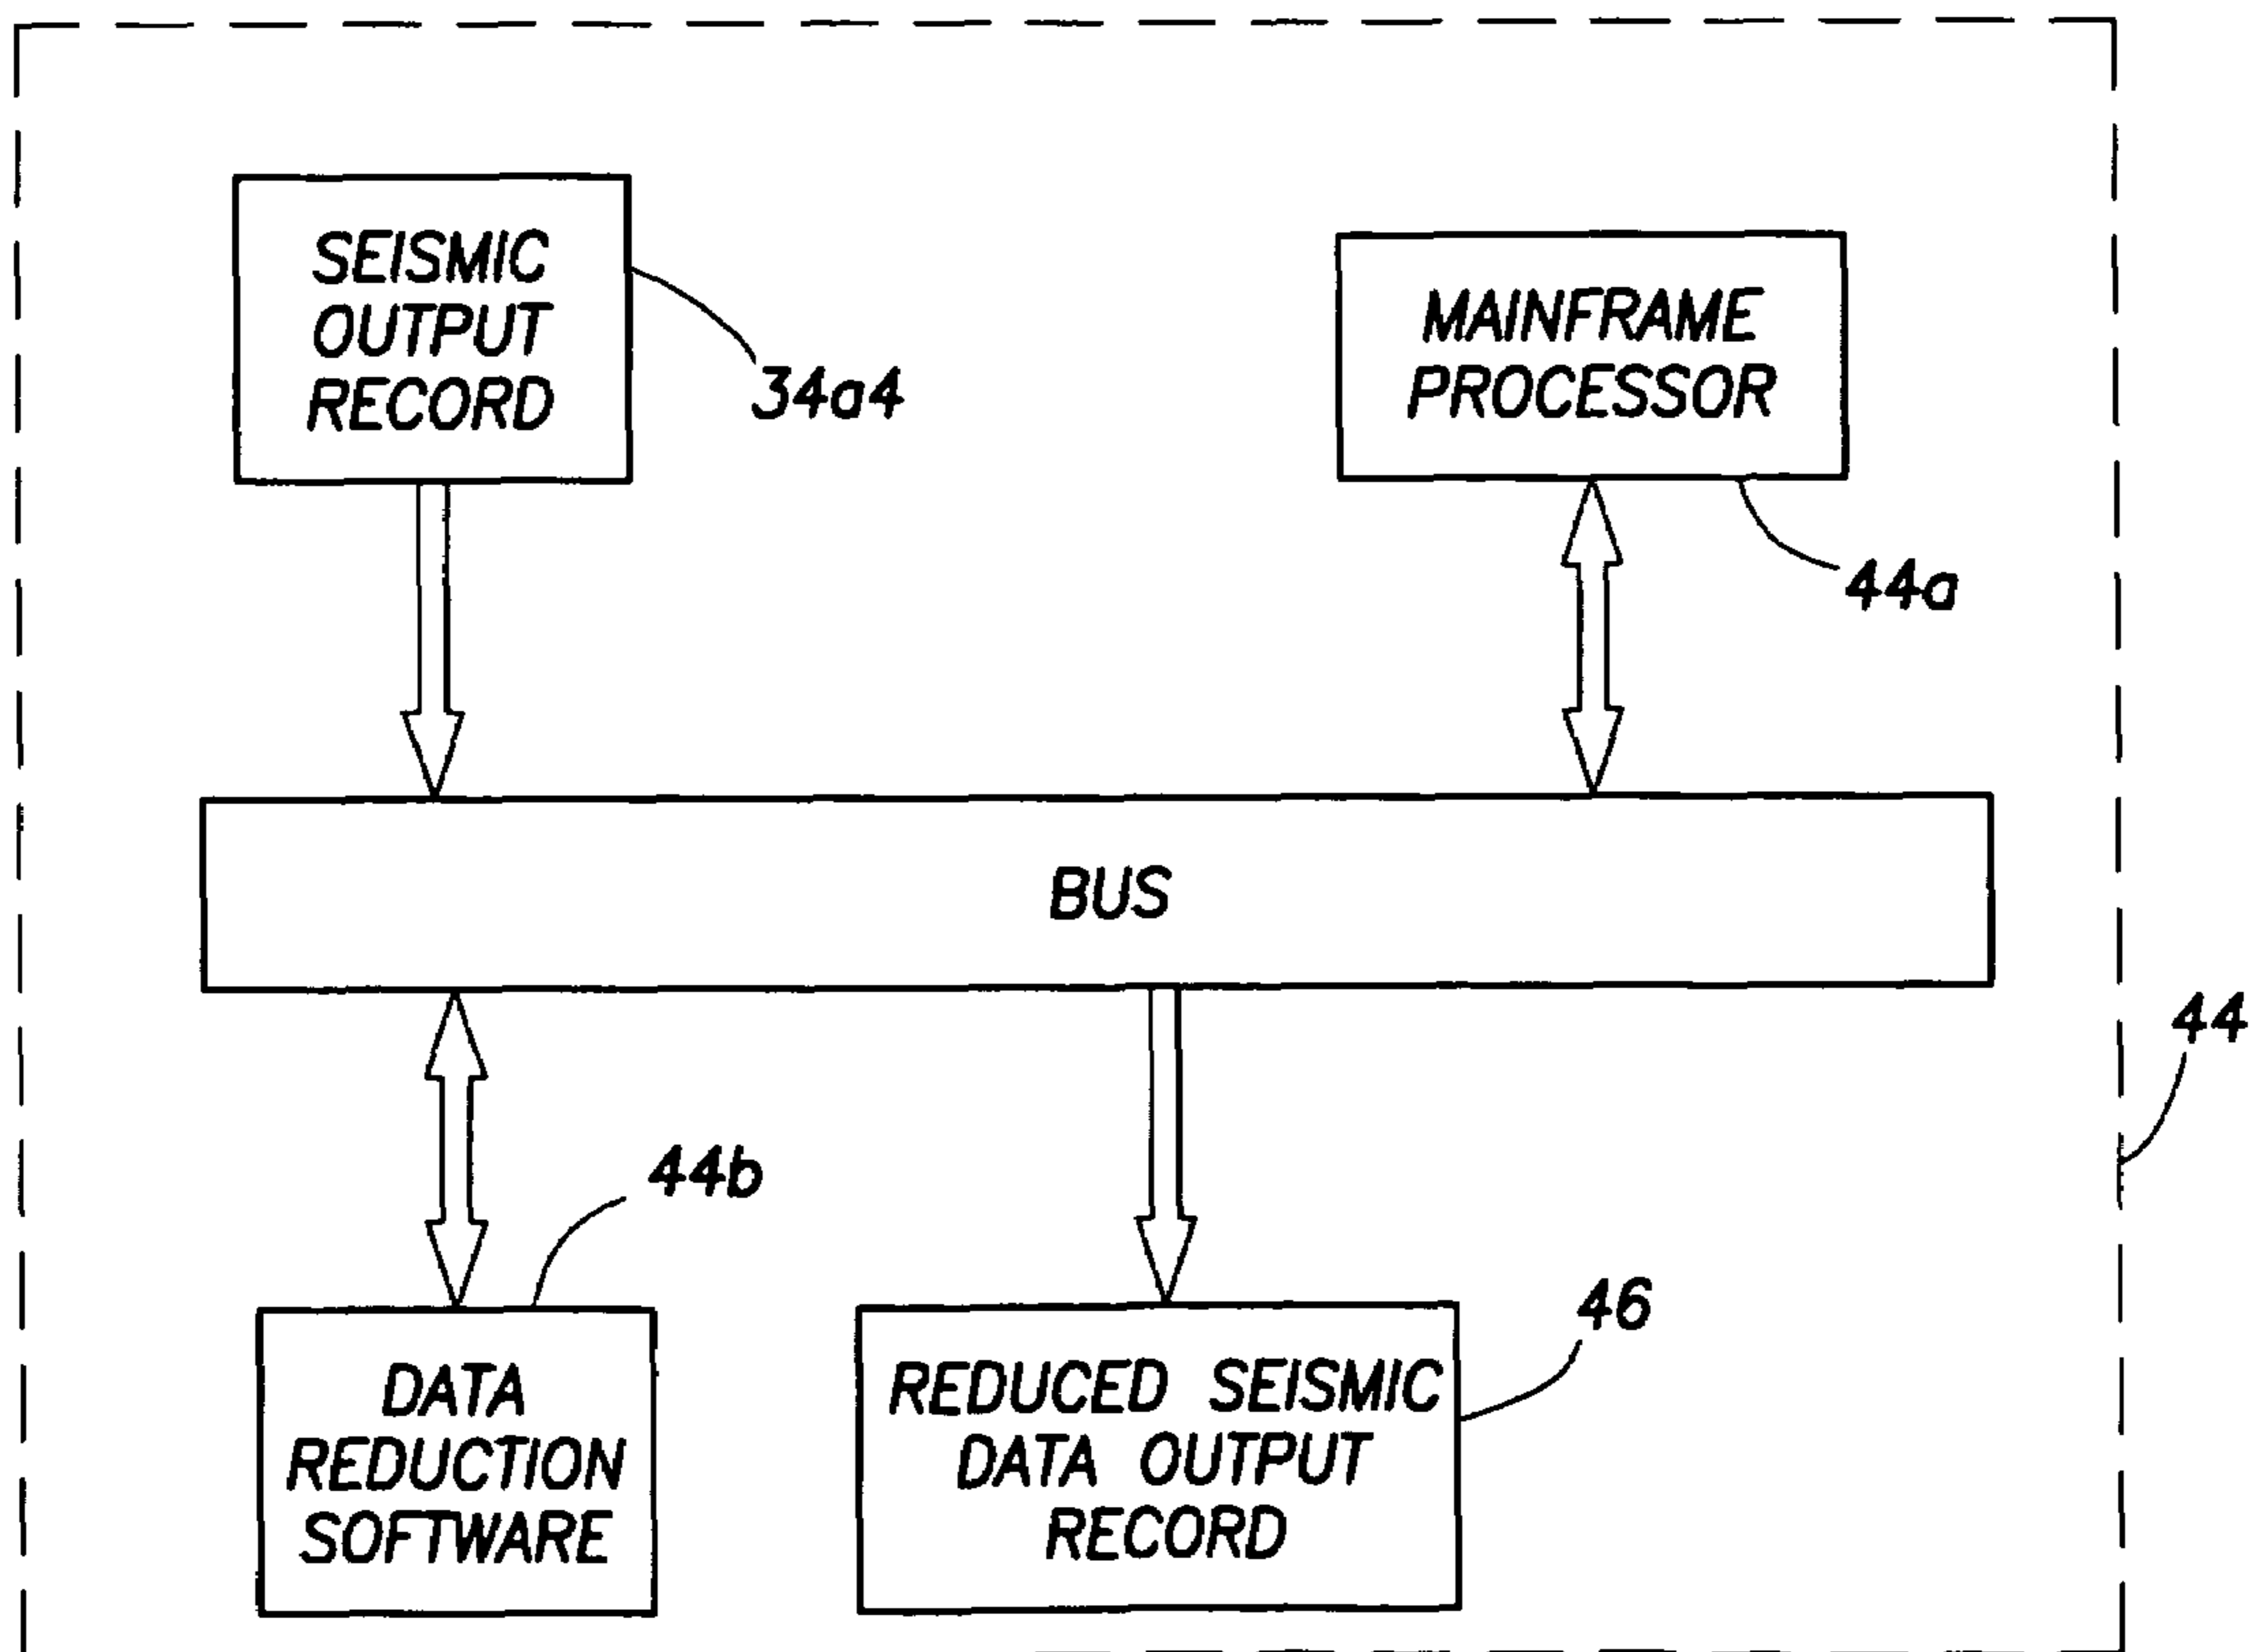 SEISMIC
OUTPUT
RECORD
34a4
MAINFRAME
PROCESSOR
44a
BUS
44
44b
46
DATA
REDUCTION
SOFTWARE
REDUCED SEISMIC
DATA OUTPUT
RECORD